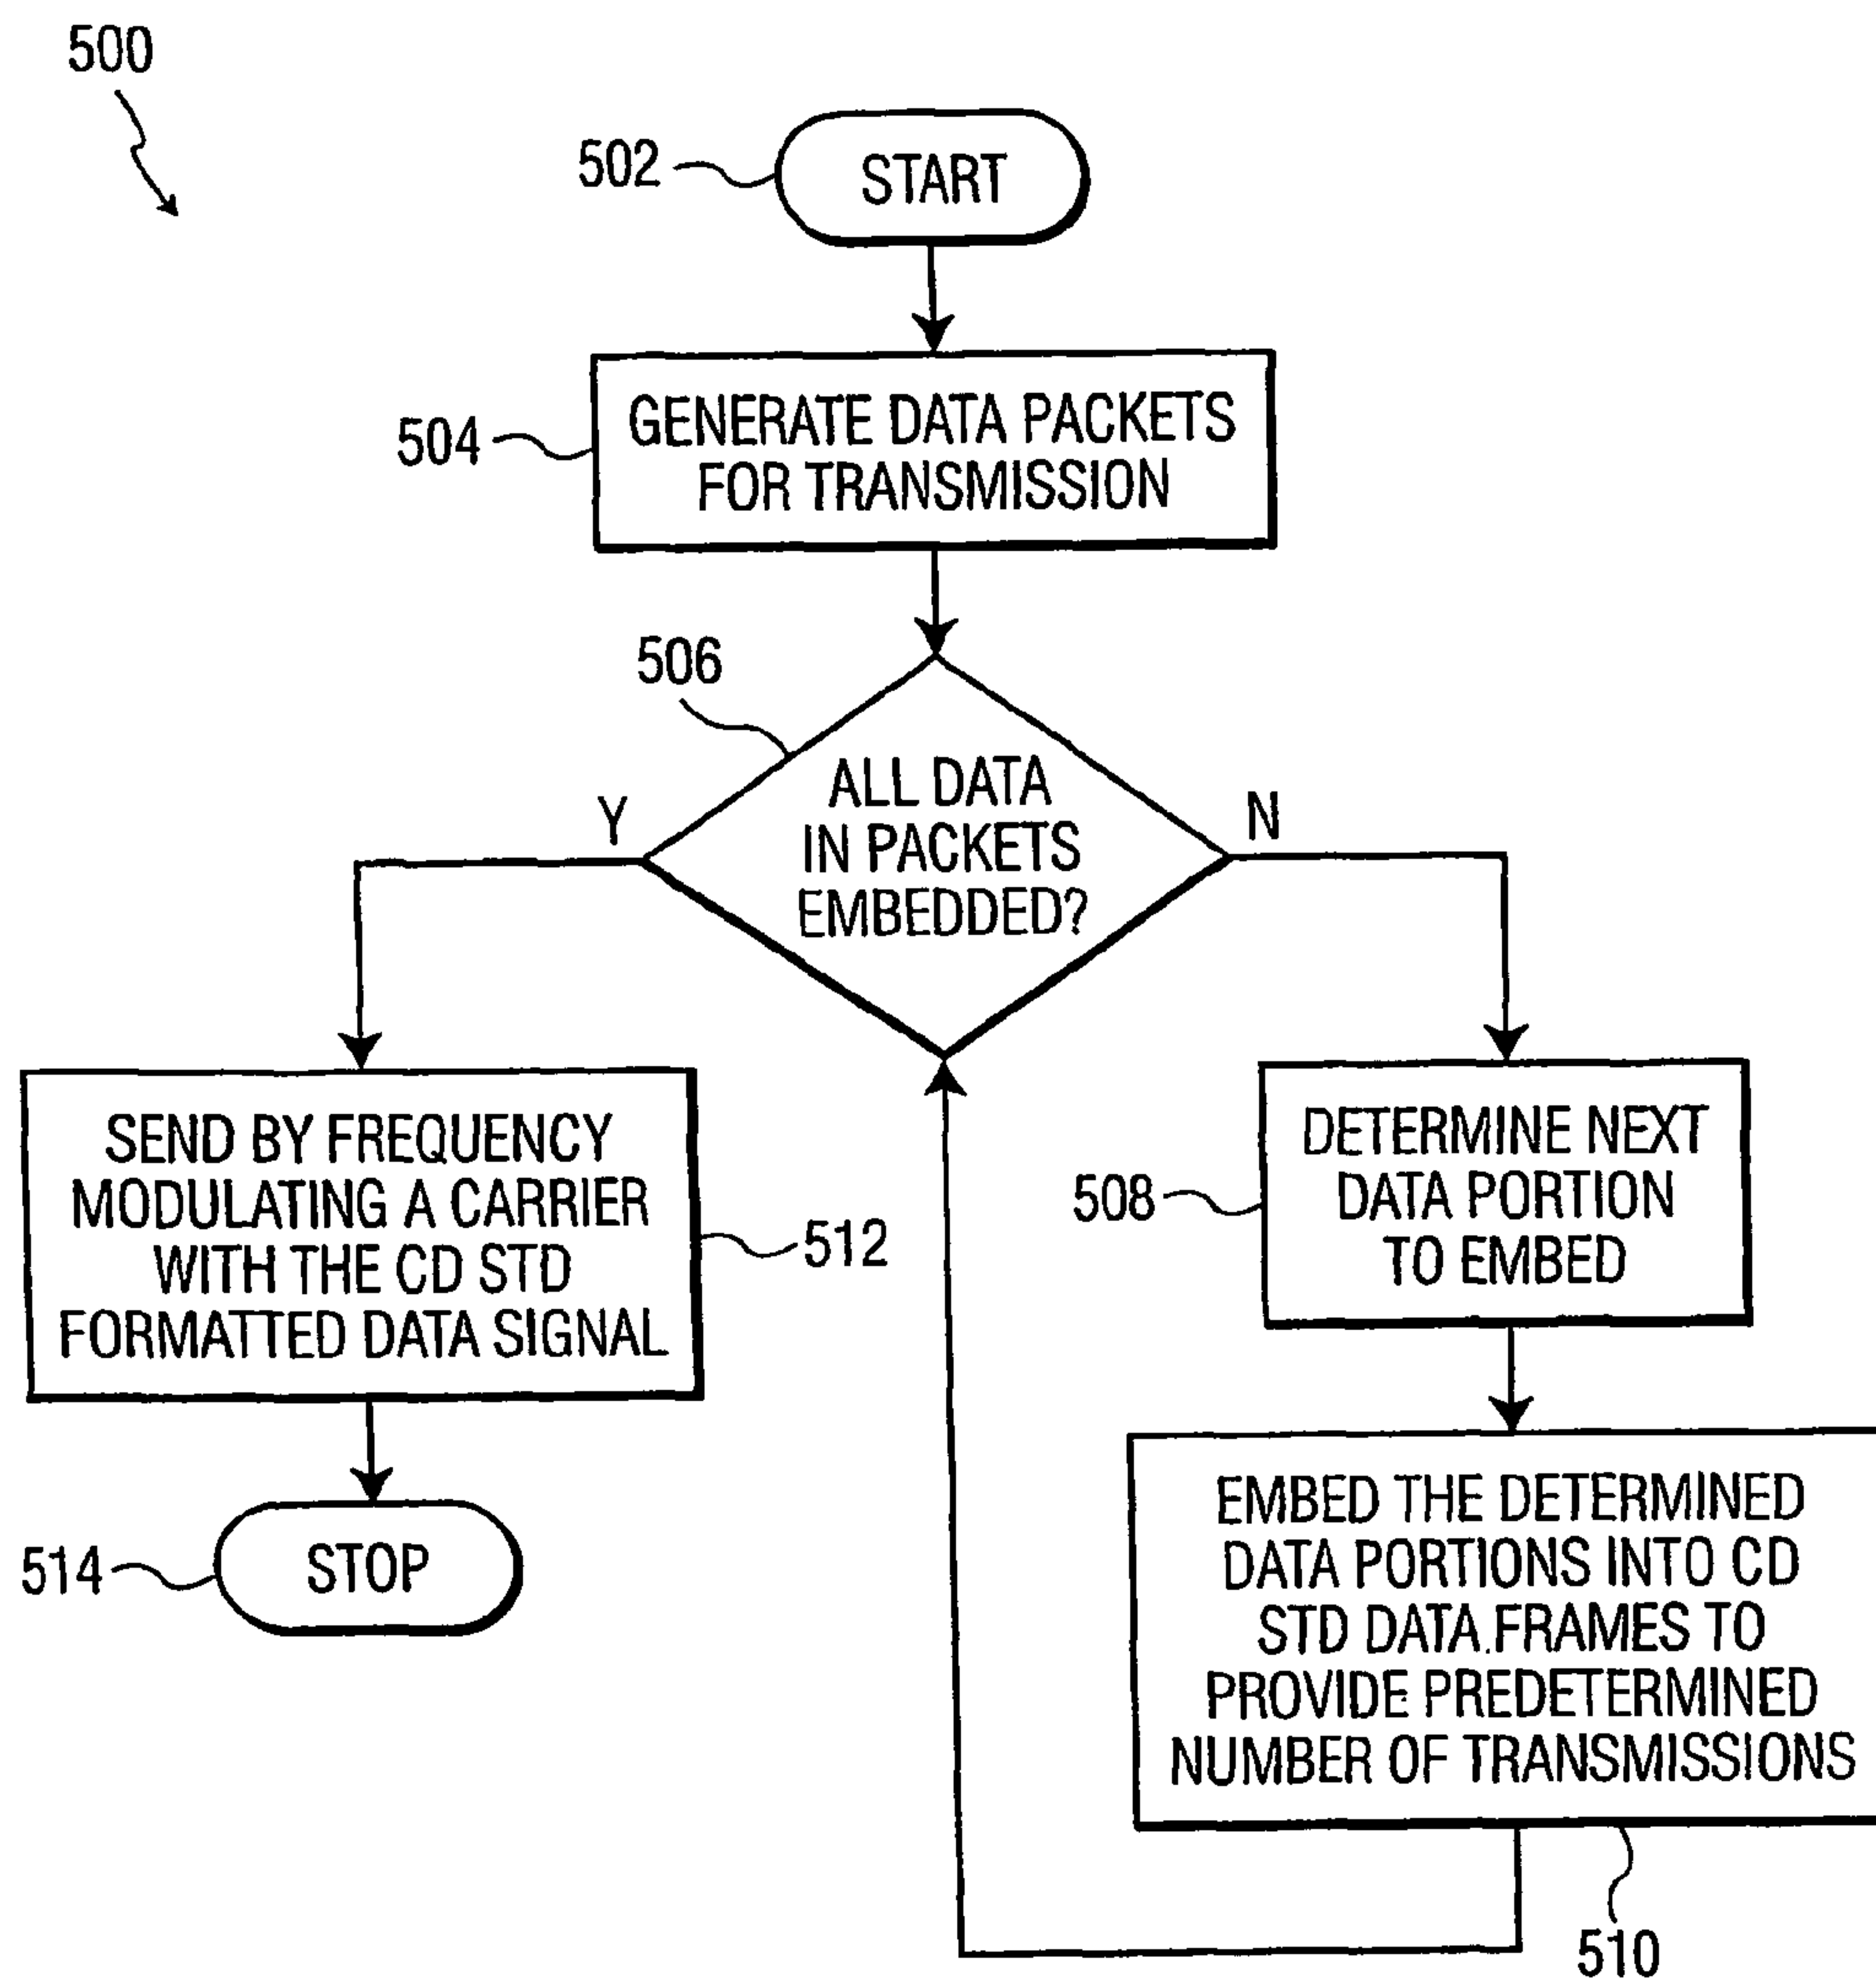 500
502
START
504
GENERATE DATA PACKETS
FOR TRANSMISSION
506
ALL DATA
IN PACKETS
EMBEDDED?
Y
N
SEND BY FREQUENCY
MODULATING A CARRIER
WITH THE CD STD
FORMATTED DATA SIGNAL
512
508
DETERMINE NEXT
DATA PORTION
TO EMBED
514
STOP
EMBED THE DETERMINED
DATA PORTIONS INTO CD
STD DATA FRAMES TO
PROVIDE PREDETERMINED
NUMBER OF TRANSMISSIONS
510